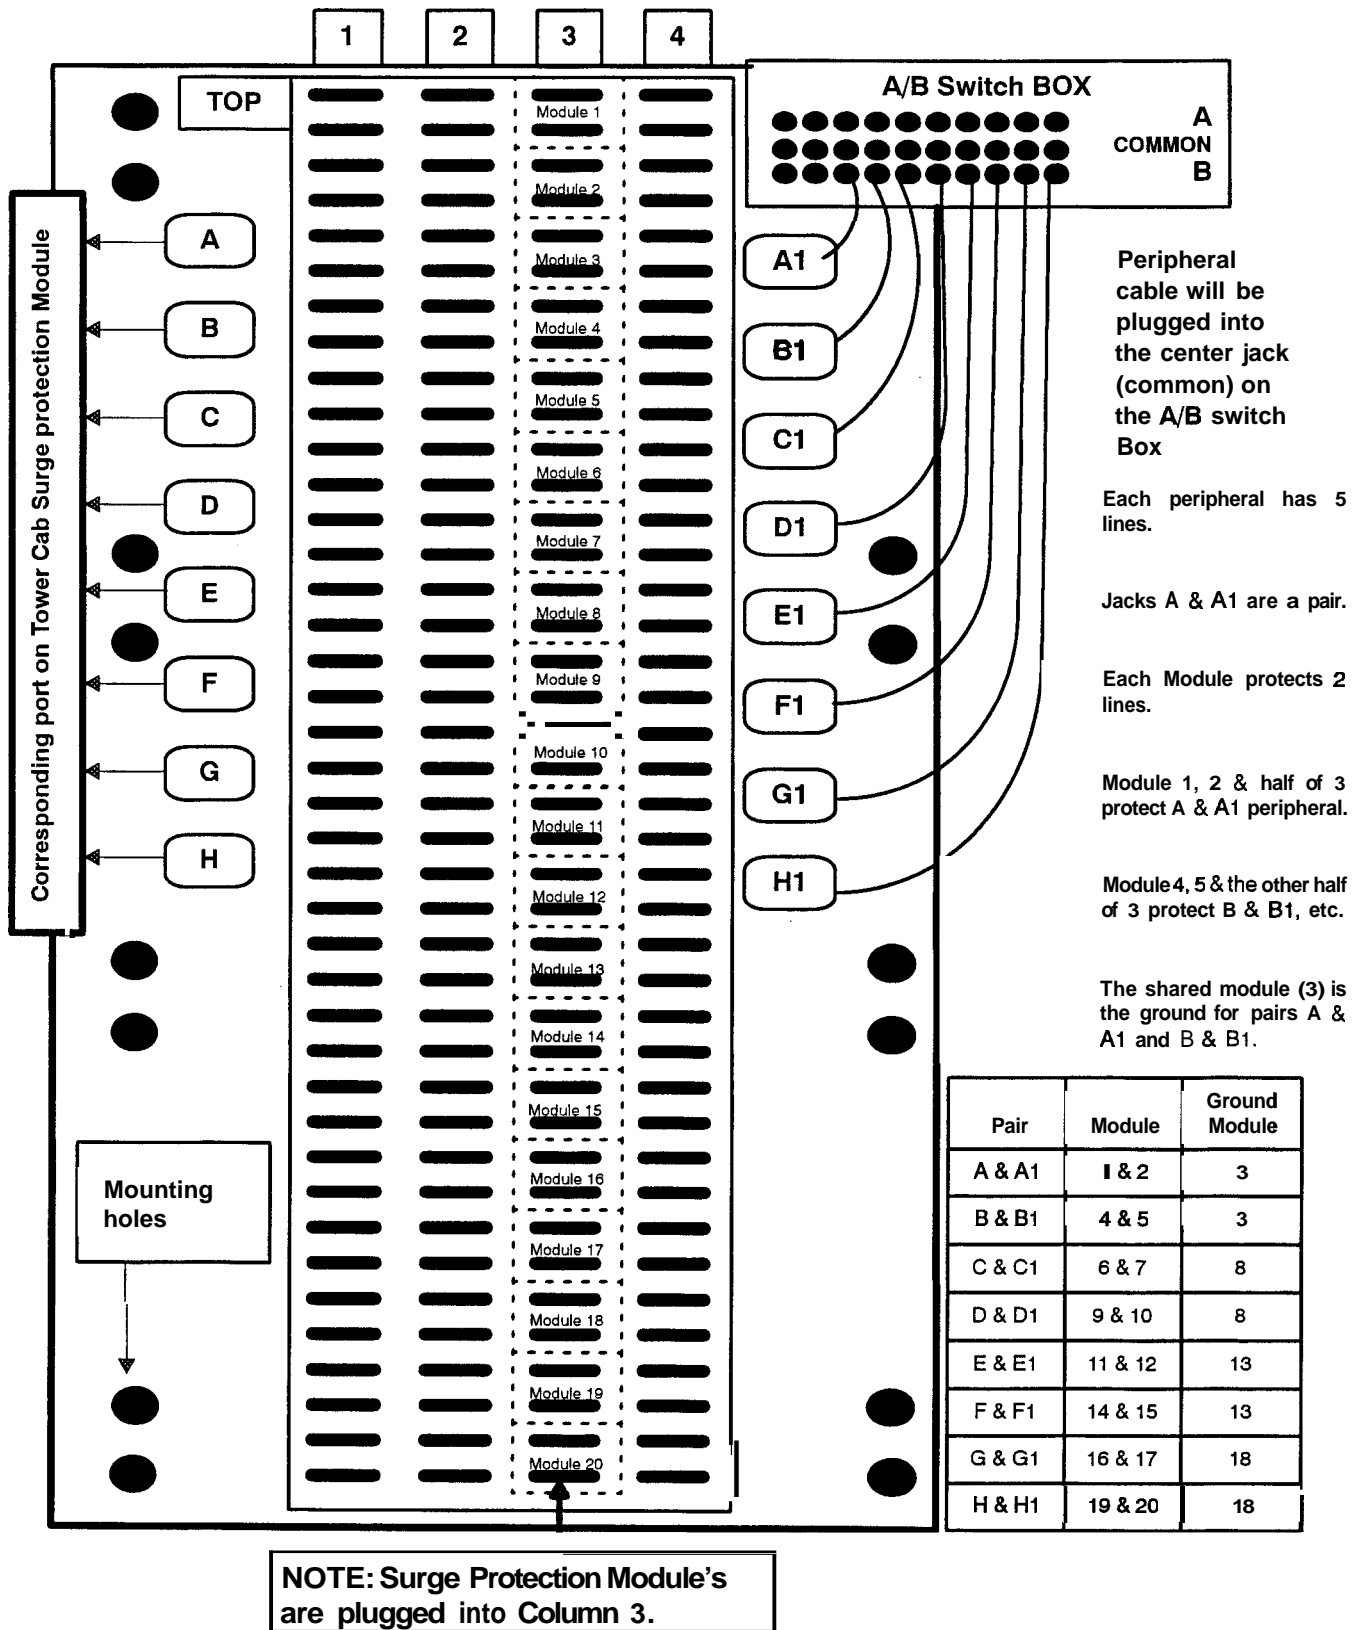 1 2 3 4
TOP
A/B Switch BOX
A
COMMON
B
Corresponding port on Tower Cab Surge protection Module
A
B
C
D
E
F
G
H
Module 1
Module 2
Module 3
Module 4
Module 5
Module 6
Module 7
Module 8
Module 9
Module 10
Module 11
Module 12
Module 13
Module 14
Module 15
Module 16
Module 17
Module 18
Module 19
Module 20
A1
B1
C1
D1
E1
F1
G1
H1
Peripheral
cable will be
plugged into
the center jack
(common) on
the A/B switch
Box
Each peripheral has 5
lines.
Jacks A & A1 are a pair.
Each Module protects 2
lines.
Module 1, 2 & half of 3
protect A & A1 peripheral.
Module 4, 5 & the other half
of 3 protect B & B1, etc.
The shared module (3) is
the ground for pairs A &
A1 and B & B1.
Mounting
holes
Pair Module Ground
Module
A & A1 1 & 2 3
B & B1 4 & 5 3
C & C1 6 & 7 8
D & D1 9 & 10 8
E & E1 11 & 12 13
F & F1 14 & 15 13
G & G1 16 & 17 18
H & H1 19 & 20 18
NOTE: Surge Protection Module's
are plugged into Column 3.